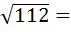 √112 =